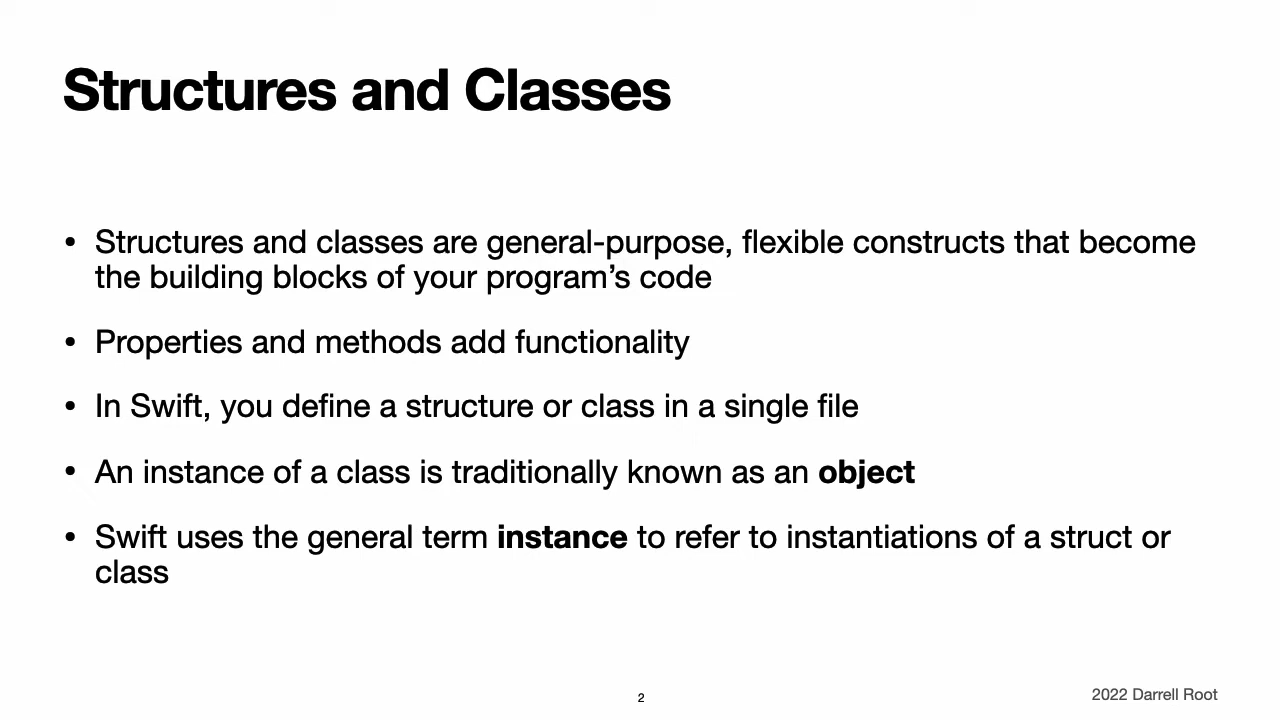 Structures and Classes
• Structures and classes are general-purpose, flexible constructs that become
the building blocks of your program’s code
• Properties and methods add functionality
• In Swift, you define a structure or class in a single file
• An instance of a class is traditionally known as an object
• Swift uses the general term instance to refer to instantiations of a struct or
class
2
2022 Darrell Root